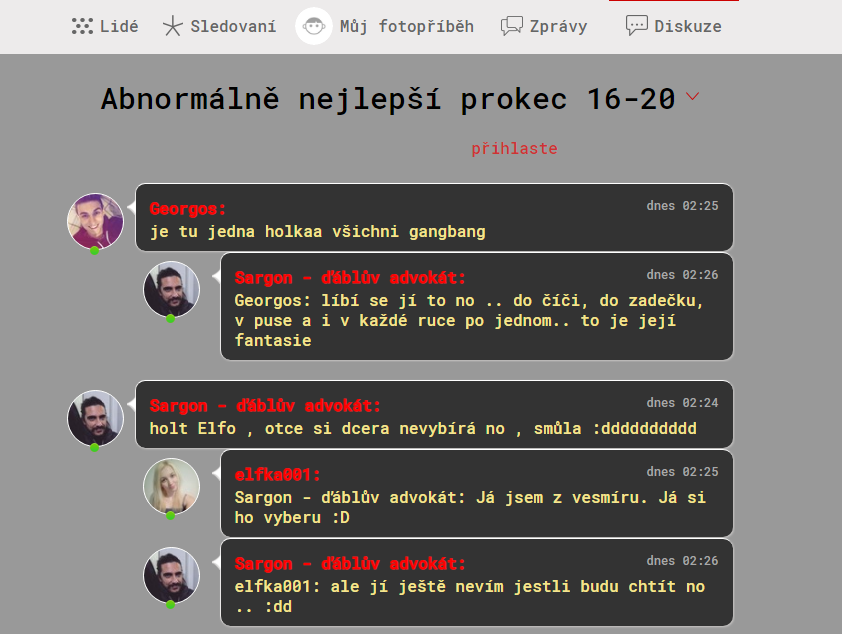 Lidé Sledovaní Můj fotopříběh Zprávy Diskuze
Abnormálně nejlepší prokec 16-20
přihlaste
Georgos: dnes 02:25
je tu jedna holkaa všichni gangbang
Sargon - ďáblův advokát: dnes 02:26
Georgos: líbí se jí to no .. do číči, do zadečku,
v puse a i v každé ruce po jednom.. to je její
fantasie
Sargon - ďáblův advokát: dnes 02:24
holt Elfo , otce si dcera nevybírá no , smůla :dddddddddd
elfka001: dnes 02:25
Sargon - ďáblův advokát: Já jsem z vesmíru. Já si
ho vyberu :D
Sargon - ďáblův advokát: dnes 02:26
elfka001: ale jí ještě nevím jestli budu chtít no
.. :dd